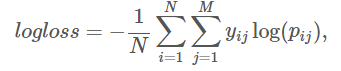 logloss = -\frac{1}{N} \sum_{i=1}^{N} \sum_{j=1}^{M} y_{ij} \log(p_{ij}),